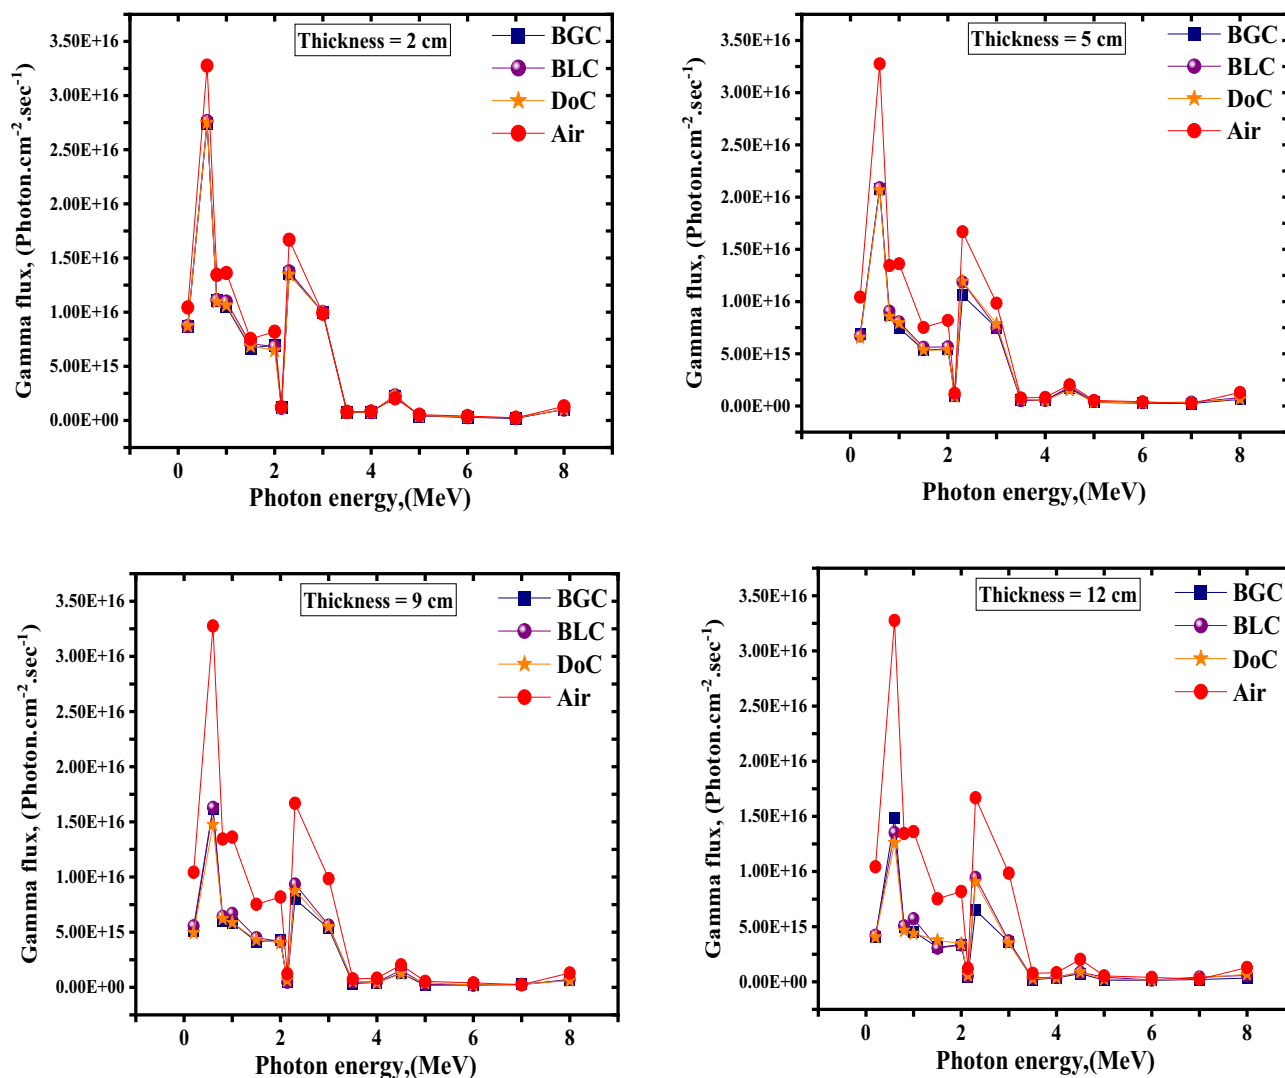 Thickness = 2 cm
BGC
BLC
DoC
Air
Gamma flux, (Photon.cm⁻².sec⁻¹)
3.50E+16
3.00E+16
2.50E+16
2.00E+16
1.50E+16
1.00E+16
5.00E+15
0.00E+00
0 2 4 6 8
Photon energy,(MeV)
Thickness = 5 cm
BGC
BLC
DoC
Air
Gamma flux, (Photon.cm⁻².sec⁻¹)
3.50E+16
3.00E+16
2.50E+16
2.00E+16
1.50E+16
1.00E+16
5.00E+15
0.00E+00
0 2 4 6 8
Photon energy,(MeV)
Thickness = 9 cm
BGC
BLC
DoC
Air
Gamma flux, (Photon.cm⁻².sec⁻¹)
3.50E+16
3.00E+16
2.50E+16
2.00E+16
1.50E+16
1.00E+16
5.00E+15
0.00E+00
0 2 4 6 8
Photon energy,(MeV)
Thickness = 12 cm
BGC
BLC
DoC
Air
Gamma flux, (Photon.cm⁻².sec⁻¹)
3.50E+16
3.00E+16
2.50E+16
2.00E+16
1.50E+16
1.00E+16
5.00E+15
0.00E+00
0 2 4 6 8
Photon energy,(MeV)